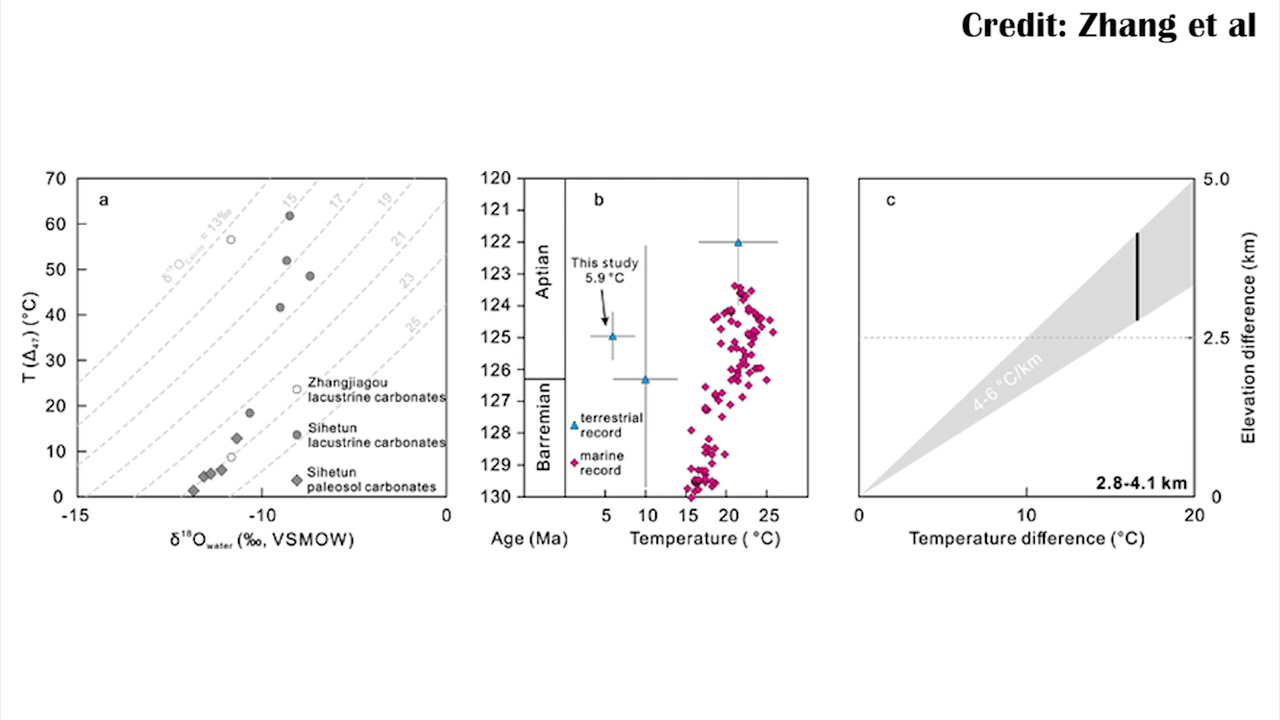 Credit: Zhang et al
70
60
50
40
30
20
10
0
-15
-10
0
T (Δ₄₇) (°C)
δ¹⁸O_water (‰, VSMOW)
a
δ¹⁸O_Calcite = 13‰
15
17
19
21
23
25
Zhangjiagou
lacustrine carbonates
Sihetun
lacustrine carbonates
Sihetun
paleosol carbonates
120
121
122
123
124
125
126
127
128
129
130
Aptian
Barremian
b
This study
5.9 °C
terrestrial
record
marine
record
5
10
15
20
25
Age (Ma)
Temperature ( °C)
c
4-6 °C/km
2.8-4.1 km
5.0
2.5
0
Elevation difference (km)
0
10
20
Temperature difference (°C)